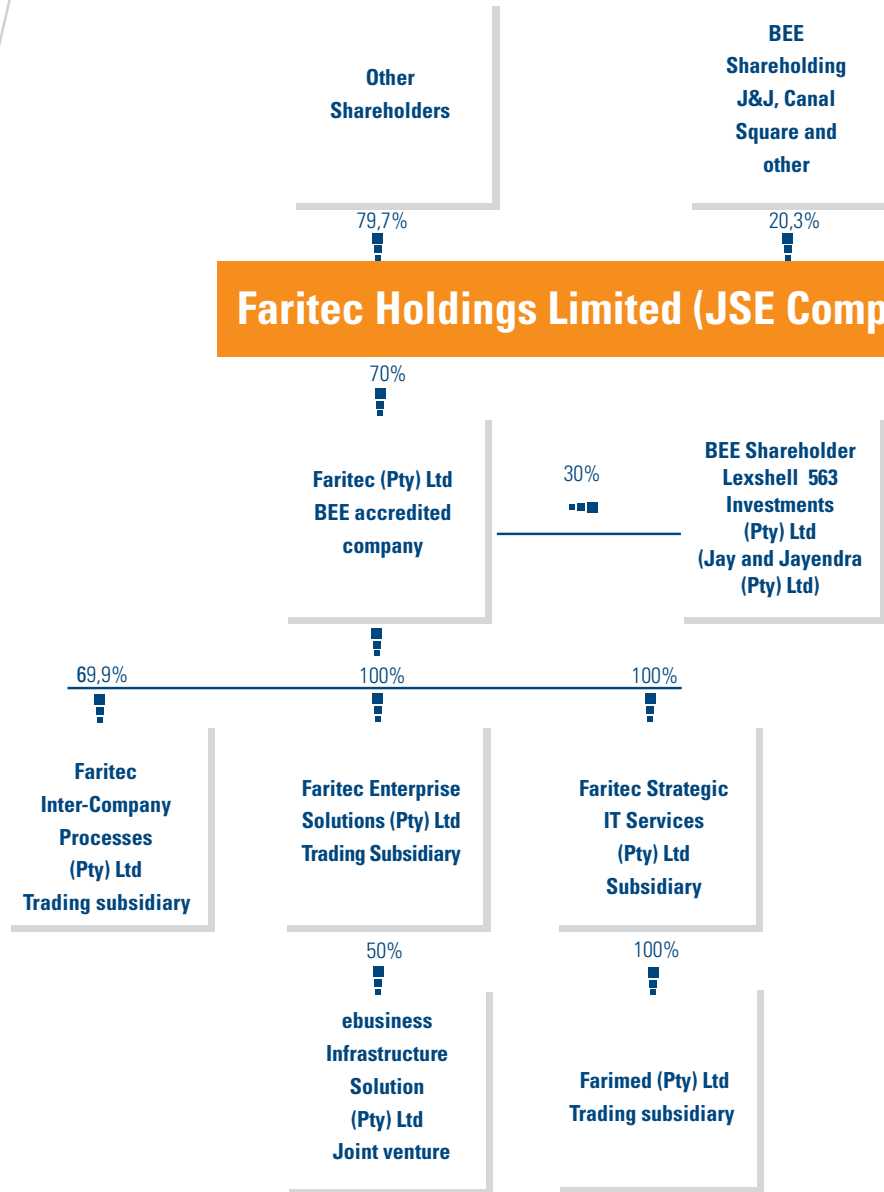 Other
Shareholders
BEE
Shareholding
J&J, Canal
Square and
other
79,7%
20,3%
Faritec Holdings Limited (JSE Comp
70%
Faritec (Pty) Ltd
BEE accredited
company
30%
BEE Shareholder
Lexshell 563
Investments
(Pty) Ltd
(Jay and Jayendra
(Pty) Ltd)
69,9%
100%
100%
Faritec
Inter-Company
Processes
(Pty) Ltd
Trading subsidiary
Faritec Enterprise
Solutions (Pty) Ltd
Trading Subsidiary
Faritec Strategic
IT Services
(Pty) Ltd
Subsidiary
50%
100%
ebusiness
Infrastructure
Solution
(Pty) Ltd
Joint venture
Farimed (Pty) Ltd
Trading subsidiary